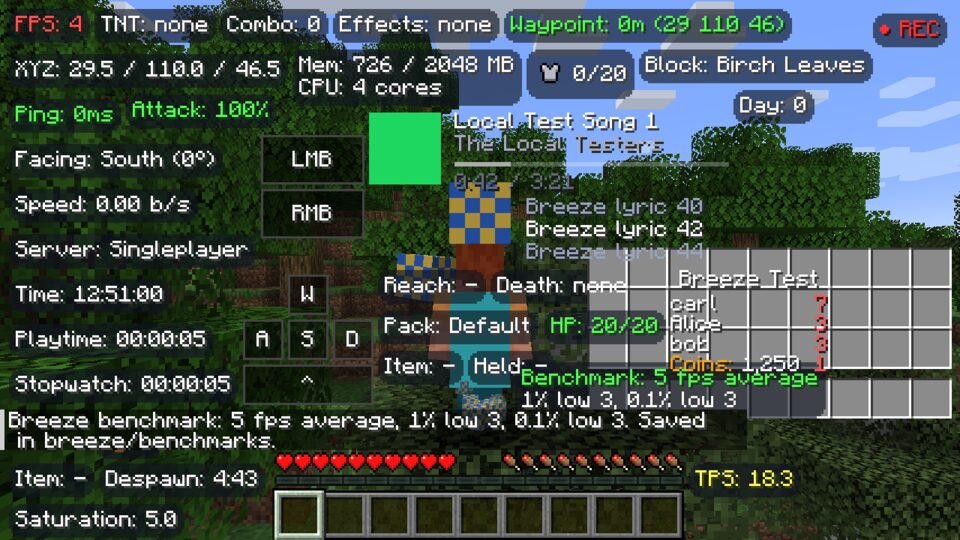 FPS: 4
TNT: none
Combo: 0
Effects: none
Waypoint: 0m (29 110 46)
REC
XYZ: 29.5 / 110.0 / 46.5
Mem: 726 / 2048 MB
CPU: 4 cores
0/20
Block: Birch Leaves
Day: 0
Ping: 0ms
Attack: 100%
Local Test Song 1
The Local Testers
0:42 / 3:21
Facing: South (0°)
LMB
Speed: 0.00 b/s
RMB
Breeze lyric 40
Breeze lyric 42
Breeze lyric 44
Server: Singleplayer
Time: 12:51:00
W
Reach: -
Death: none
Breeze Test
carl 7
Alice 3
bob 3
Coins: 1,250 1
Playtime: 00:00:05
A
S
D
Pack: Default
HP: 20/20
Stopwatch: 00:00:05
^
Item: -
Held: -
Benchmark: 5 fps average
1% low 3, 0.1% low 3
Breeze benchmark: 5 fps average, 1% low 3, 0.1% low 3. Saved
in breeze/benchmarks.
Item: -
Despawn: 4:43
TPS: 18.3
Saturation: 5.0